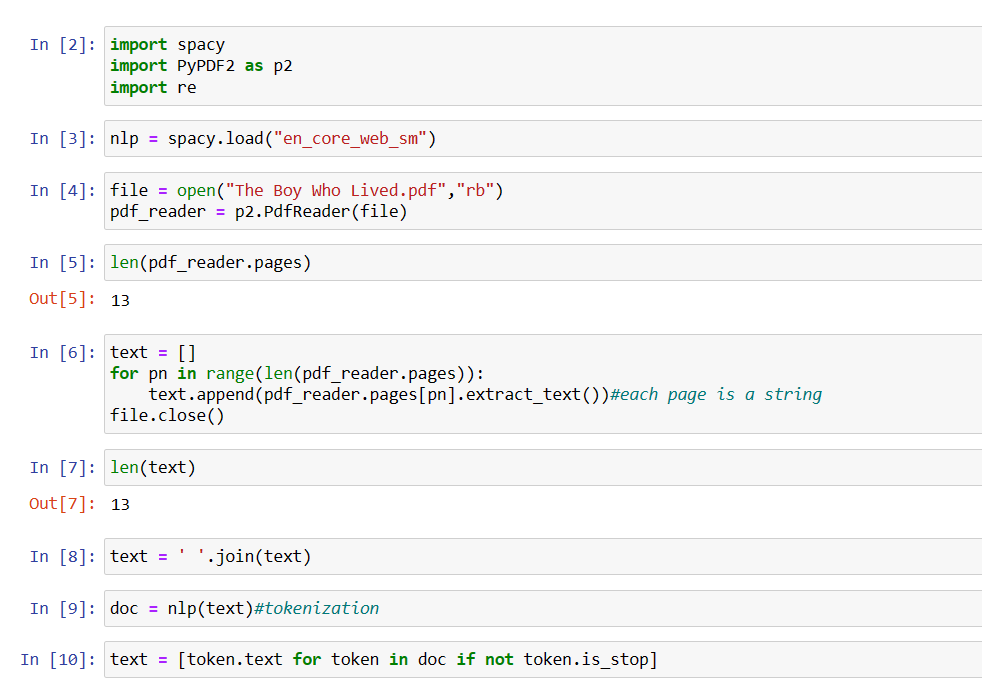 In [2]: import spacy
import PyPDF2 as p2
import re
In [3]: nlp = spacy.load("en_core_web_sm")
In [4]: file = open("The Boy Who Lived.pdf","rb")
pdf_reader = p2.PdfReader(file)
In [5]: len(pdf_reader.pages)
Out[5]: 13
In [6]: text = []
for pn in range(len(pdf_reader.pages)):
    text.append(pdf_reader.pages[pn].extract_text())#each page is a string
file.close()
In [7]: len(text)
Out[7]: 13
In [8]: text = ' '.join(text)
In [9]: doc = nlp(text)#tokenization
In [10]: text = [token.text for token in doc if not token.is_stop]